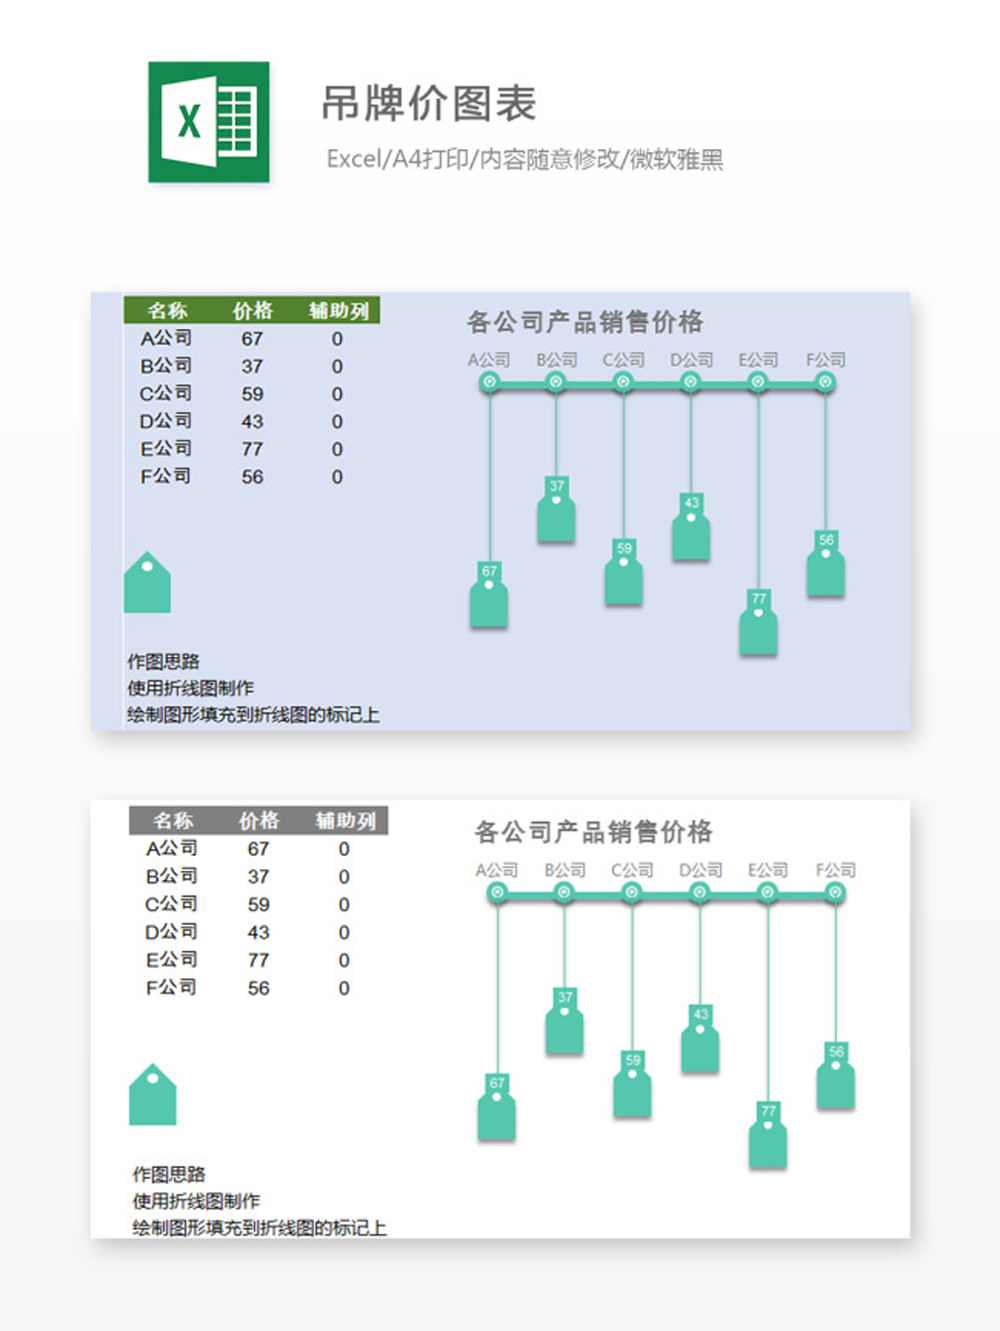 X
吊牌价图表
Excel/A4打印/内容随意修改/微软雅黑
名称 价格 辅助列
A公司 67 0
B公司 37 0
C公司 59 0
D公司 43 0
E公司 77 0
F公司 56 0
作图思路
使用折线图制作
绘制图形填充到折线图的标记上
各公司产品销售价格
A公司 B公司 C公司 D公司 E公司 F公司
37
43
56
59
67
77
名称 价格 辅助列
A公司 67 0
B公司 37 0
C公司 59 0
D公司 43 0
E公司 77 0
F公司 56 0
作图思路
使用折线图制作
绘制图形填充到折线图的标记上
各公司产品销售价格
A公司 B公司 C公司 D公司 E公司 F公司
37
43
56
59
67
77